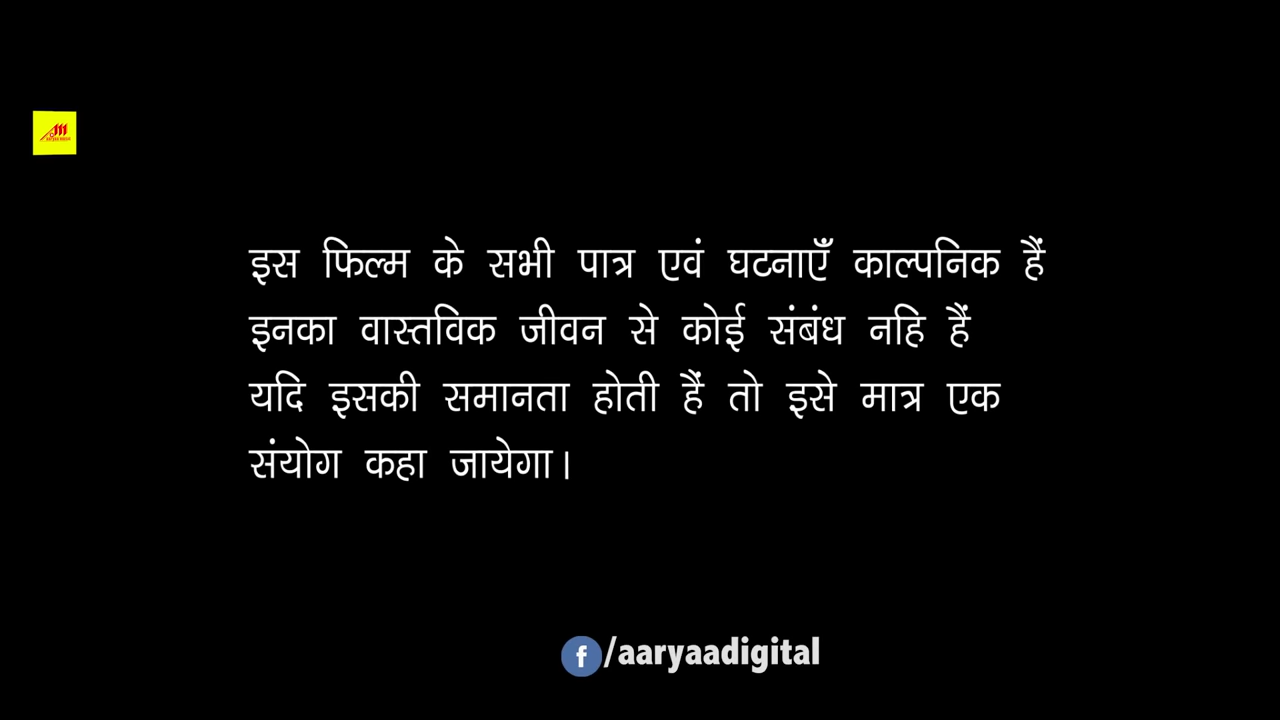 इस फिल्म के सभी पात्र एवं घटनाएँ काल्पनिक हैं
इनका वास्तविक जीवन से कोई संबंध नहि हैं
यदि इसकी समानता होती हैं तो इसे मात्र एक
संयोग कहा जायेगा।
/aaryaadigital